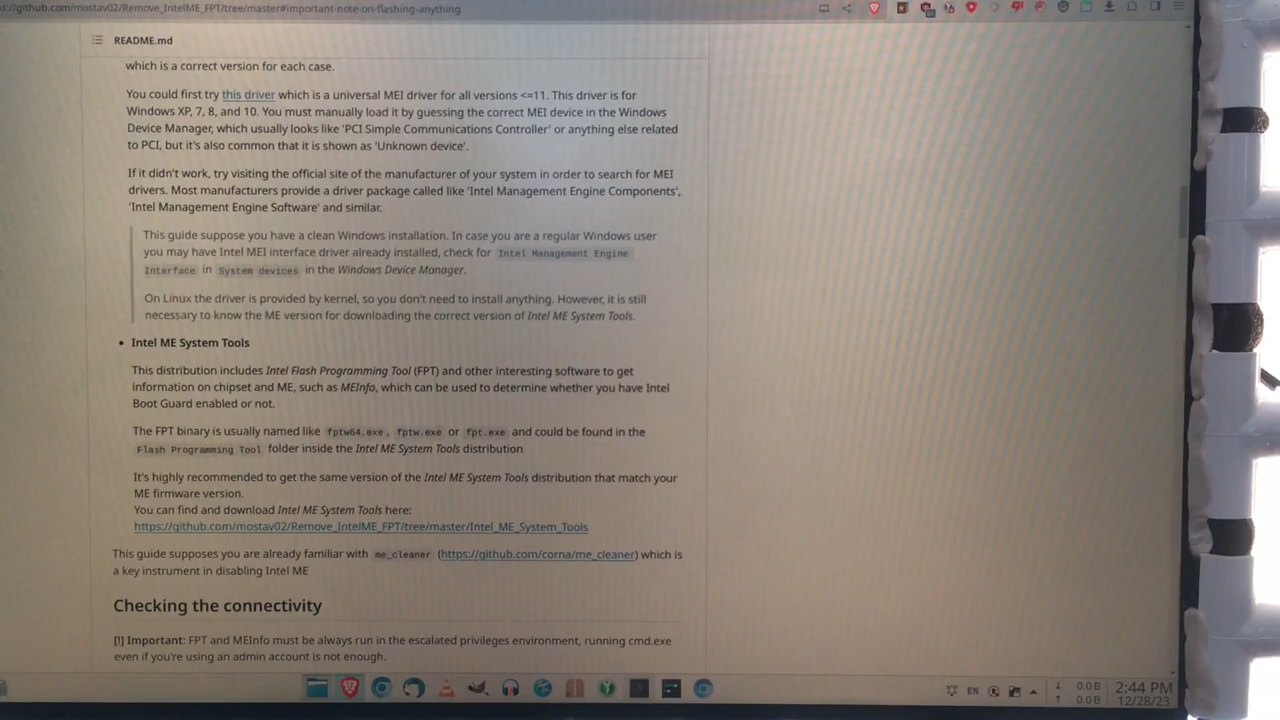 s://github.com/mostav02/Remove_IntelME_FPT/tree/master#important-note-on-flashing-anything
README.md
which is a correct version for each case.
You could first try this driver which is a universal MEI driver for all versions <=11. This driver is for
Windows XP, 7, 8, and 10. You must manually load it by guessing the correct MEI device in the Windows
Device Manager, which usually looks like 'PCI Simple Communications Controller' or anything else related
to PCI, but it's also common that it is shown as 'Unknown device'.
If it didn't work, try visiting the official site of the manufacturer of your system in order to search for MEI
drivers. Most manufacturers provide a driver package called like 'Intel Management Engine Components',
'Intel Management Engine Software' and similar.
This guide suppose you have a clean Windows installation. In case you are a regular Windows user
you may have Intel MEI interface driver already installed, check for Intel Management Engine
Interface in System devices in the Windows Device Manager.
On Linux the driver is provided by kernel, so you don't need to install anything. However, it is still
necessary to know the ME version for downloading the correct version of Intel ME System Tools.
• Intel ME System Tools
This distribution includes Intel Flash Programming Tool (FPT) and other interesting software to get
information on chipset and ME, such as MEInfo, which can be used to determine whether you have Intel
Boot Guard enabled or not.
The FPT binary is usually named like fptw64.exe, fptw.exe or fpt.exe and could be found in the
Flash Programming Tool folder inside the Intel ME System Tools distribution
It's highly recommended to get the same version of the Intel ME System Tools distribution that match your
ME firmware version.
You can find and download Intel ME System Tools here:
https://github.com/mostav02/Remove_IntelME_FPT/tree/master/Intel_ME_System_Tools
This guide supposes you are already familiar with me_cleaner (https://github.com/corna/me_cleaner) which is
a key instrument in disabling Intel ME
Checking the connectivity
[!] Important: FPT and MEInfo must be always run in the escalated privileges environment, running cmd.exe
even if you're using an admin account is not enough.
EN
0.0 B
0.0 B
2:44 PM
12/28/23